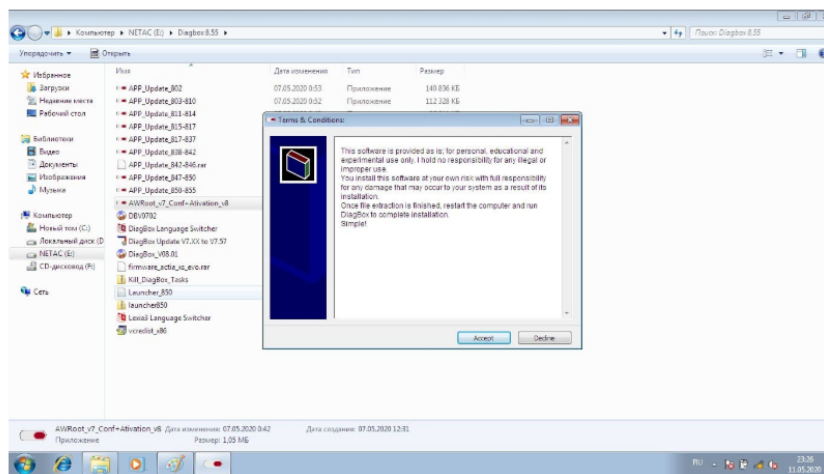 Компьютер ▸ NETAC (E:) ▸ Diagbox 8.55 ▸
Поиск: Diagbox 8.55
Упорядочить ▾
Открыть
Имя
Дата изменения
Тип
Размер
Избранное
Загрузки
Недавние места
Рабочий стол
Библиотеки
Видео
Документы
Изображения
Музыка
Компьютер
Новый том (C:)
Локальный диск (D
NETAC (E:)
CD-дисковод (F:)
Сеть
APP_Update_802
07.05.2020 0:53
Приложение
140 836 КБ
APP_Update_803-810
07.05.2020 0:52
Приложение
112 328 КБ
APP_Update_811-814
APP_Update_815-817
APP_Update_817-837
APP_Update_838-842
APP_Update_842-846.rar
APP_Update_847-850
APP_Update_850-855
AWRoot_v7_Conf+Ativation_v8
DBV0702
DiagBox Language Switcher
DiagBox Update V7.XX to V7.57
DiagBox_V08.01
firmware_actia_xs_evo.rar
Kill_DiagBox_Tasks
Launcher_850
launcher850
Lexia3 Language Switcher
vcredist_x86
Terms & Conditions:
This software is provided as is; for personal, educational and
experimental use only. I hold no responsibility for any illegal or
improper use.
You install this software at your own risk with full responsibility
for any damage that may occur to your system as a result of its
installation.
Once file extraction is finished, restart the computer and run
DiagBox to complete installation.
Simple!
Accept
Decline
AWRoot_v7_Conf+Ativation_v8 Дата изменения: 07.05.2020 0:42
Дата создания: 07.05.2020 12:31
Приложение
Размер: 1,05 МБ
RU
23:26
11.05.2020